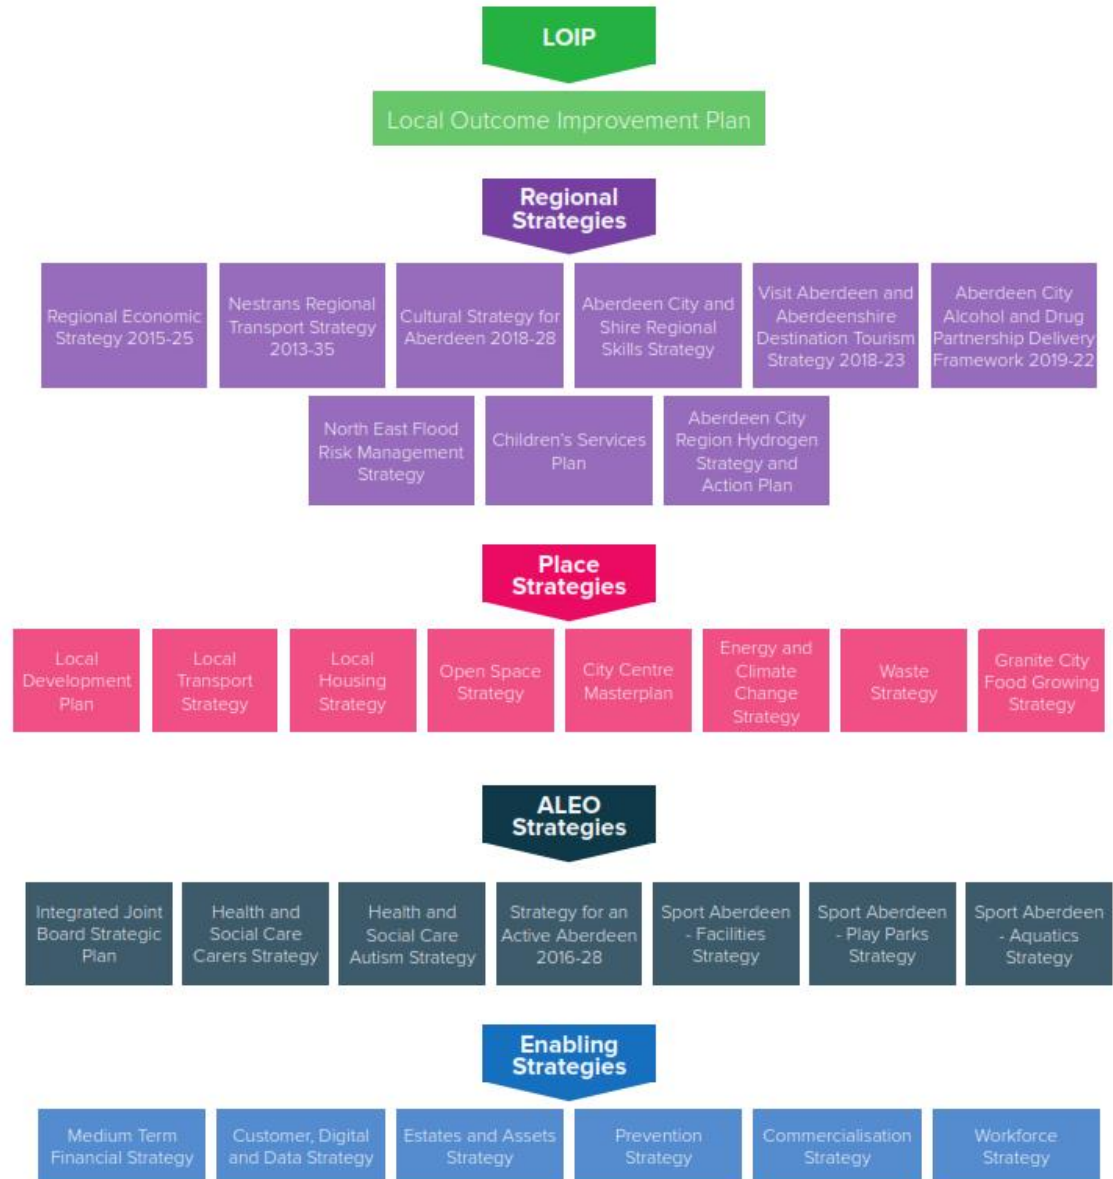 LOIP
Local Outcome Improvement Plan
Regional
Strategies
Regional Economic
Strategy 2015-25
Nestrans Regional
Transport Strategy
2013-35
Cultural Strategy for
Aberdeen 2018-28
Aberdeen City and
Shire Regional
Skills Strategy
Visit Aberdeen and
Aberdeenshire
Destination Tourism
Strategy 2018-23
Aberdeen City
Alcohol and Drug
Partnership Delivery
Framework 2019-22
North East Flood
Risk Management
Strategy
Children's Services
Plan
Aberdeen City
Region Hydrogen
Strategy and
Action Plan
Place
Strategies
Local
Development
Plan
Local
Transport
Strategy
Local
Housing
Strategy
Open Space
Strategy
City Centre
Masterplan
Energy and
Climate
Change
Strategy
Waste
Strategy
Granite City
Food Growing
Strategy
ALEO
Strategies
Integrated Joint
Board Strategic
Plan
Health and
Social Care
Carers Strategy
Health and
Social Care
Autism Strategy
Strategy for an
Active Aberdeen
2016-28
Sport Aberdeen
- Facilities
Strategy
Sport Aberdeen
- Play Parks
Strategy
Sport Aberdeen
- Aquatics
Strategy
Enabling
Strategies
Medium Term
Financial Strategy
Customer, Digital
and Data Strategy
Estates and Assets
Strategy
Prevention
Strategy
Commercialisation
Strategy
Workforce
Strategy